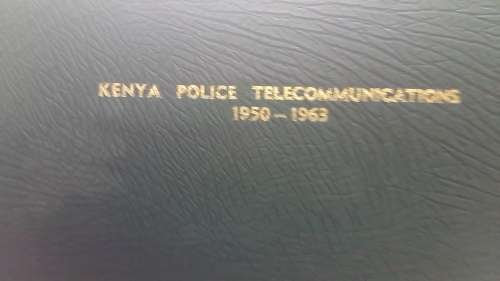 KENYA POLICE TELECOMMUNICATIONS
1950-1963